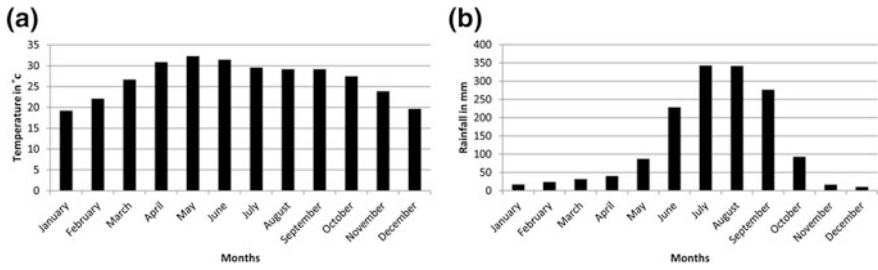 (a)
35
30
25
20
15
10
5
0
Temperature in °c
January
February
March
April
May
June
July
August
September
October
November
December
Months
(b)
400
350
300
250
200
150
100
50
0
Rainfall in mm
January
February
March
April
May
June
July
August
September
October
November
December
Months